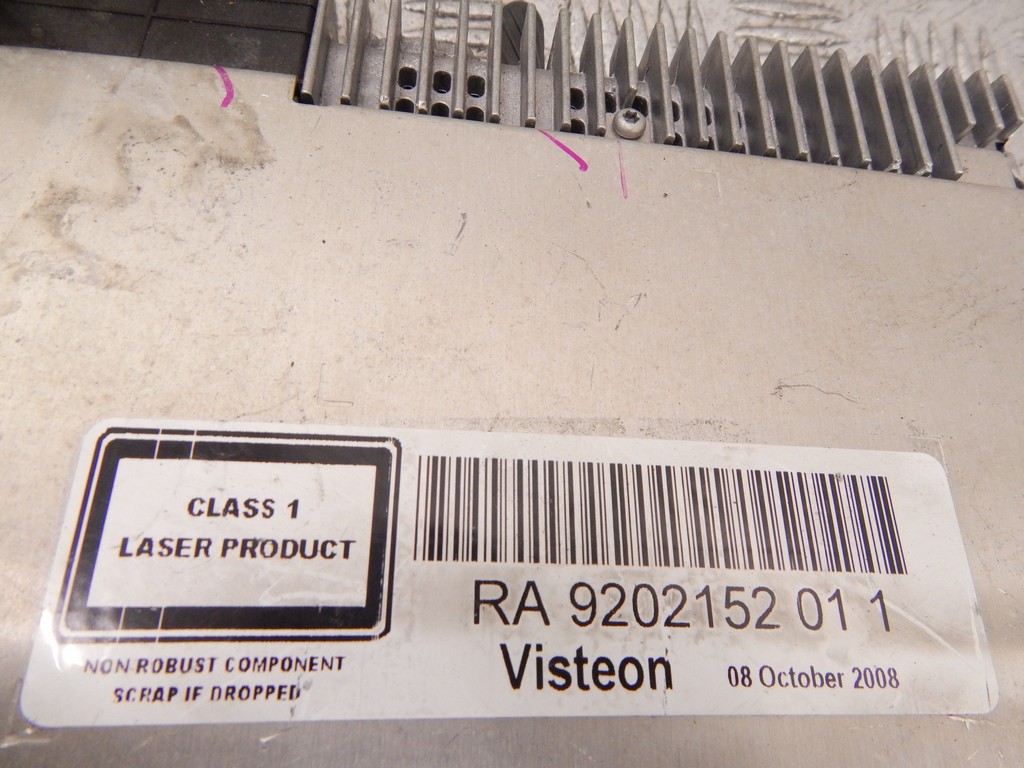 CLASS 1
LASER PRODUCT
NON ROBUST COMPONENT
SCRAP IF DROPPED
RA 9202152 01 1
Visteon 08 October 2008